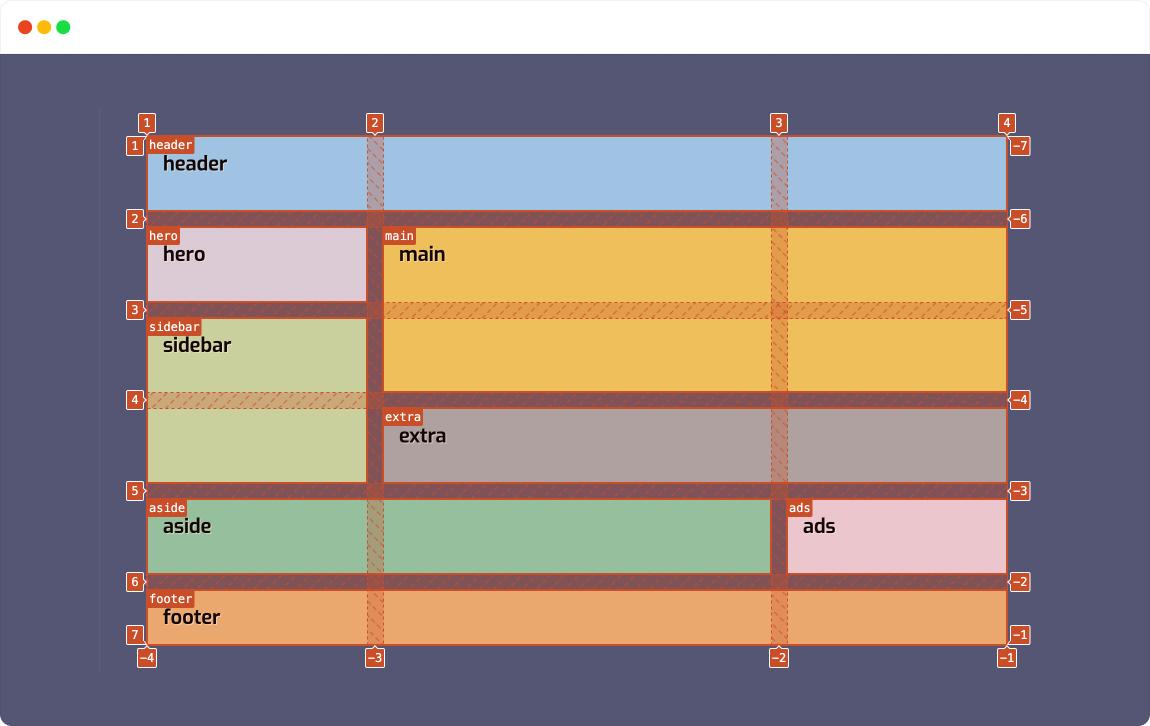 1 2 3 4
1 header −7
header
2 −6
hero main
hero main
3 −5
sidebar
sidebar
4 −4
extra
extra
5 −3
aside ads
aside ads
6 −2
footer
footer
7 −1
−4 −3 −2 −1